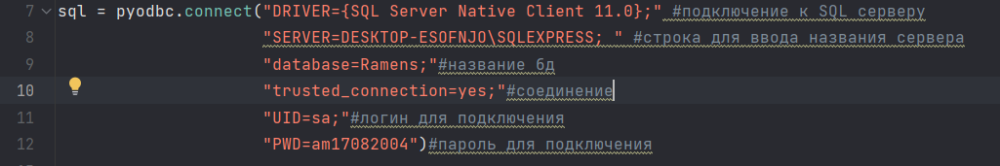 7 sql = pyodbc.connect("DRIVER={SQL Server Native Client 11.0};" #подключение к SQL серверу
8 "SERVER=DESKTOP-ESOFNJO\SQLEXPRESS; " #строка для ввода названия сервера
9 "database=Ramens;"#название бд
10 "trusted_connection=yes;"#соединение
11 "UID=sa;"#логин для подключения
12 "PWD=am17082004")#пароль для подключения